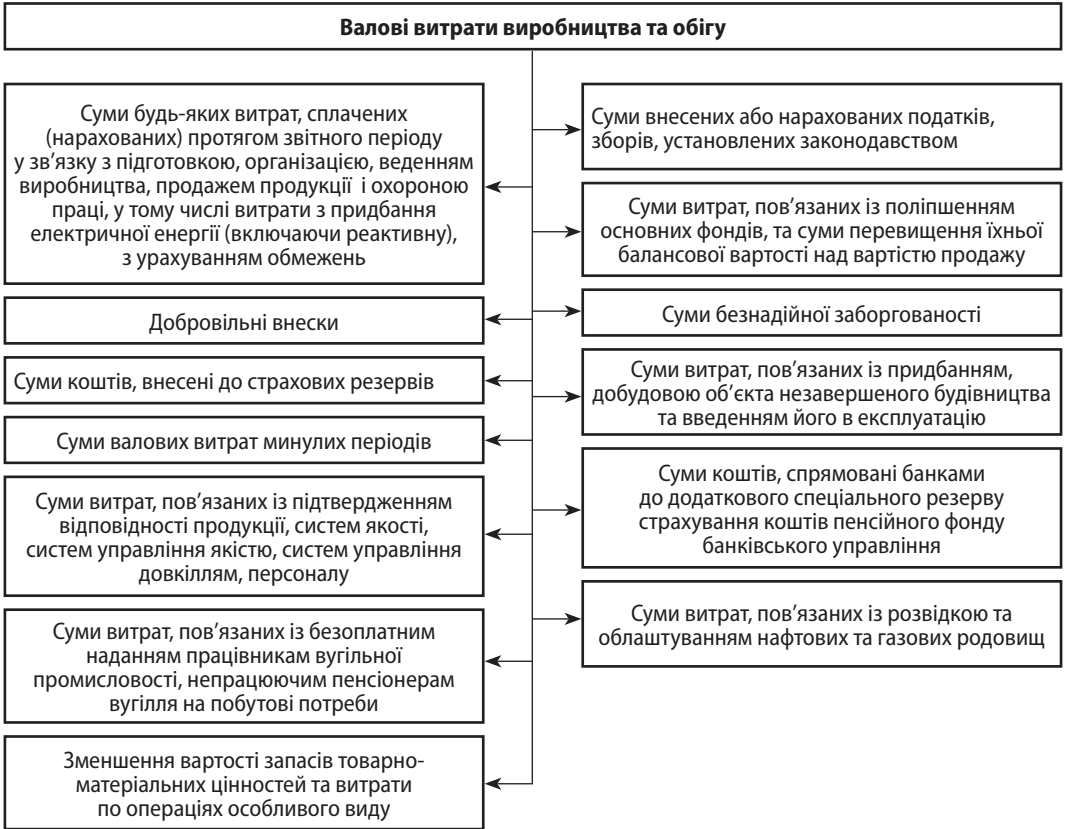 Валові витрати виробництва та обігу
Суми будь-яких витрат, сплачених
(нарахованих) протягом звітного періоду
у зв’язку з підготовкою, організацією, веденням
виробництва, продажем продукції і охороною
праці, у тому числі витрати з придбання
електричної енергії (включаючи реактивну),
з урахуванням обмежень
Добровільні внески
Суми коштів, внесені до страхових резервів
Суми валових витрат минулих періодів
Суми витрат, пов’язаних із підтвердженням
відповідності продукції, систем якості,
систем управління якістю, систем управління
довкіллям, персоналу
Суми витрат, пов’язаних із безоплатним
наданням працівникам вугільної
промисловості, непрацюючим пенсіонерам
вугілля на побутові потреби
Зменшення вартості запасів товарно-
матеріальних цінностей та витрати
по операціях особливого виду
Суми внесених або нарахованих податків,
зборів, установлених законодавством
Суми витрат, пов’язаних із поліпшенням
основних фондів, та суми перевищення їхньої
балансової вартості над вартістю продажу
Суми безнадійної заборгованості
Суми витрат, пов’язаних із придбанням,
добудовою об’єкта незавершеного будівництва
та введенням його в експлуатацію
Суми коштів, спрямовані банками
до додаткового спеціального резерву
страхування коштів пенсійного фонду
банківського управління
Суми витрат, пов’язаних із розвідкою та
облаштуванням нафтових та газових родовищ